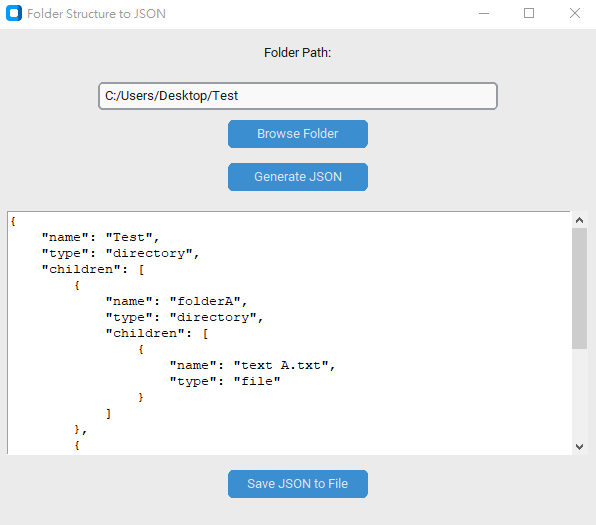 Folder Structure to JSON
Folder Path:
C:/Users/Desktop/Test
Browse Folder
Generate JSON
{
    "name": "Test",
    "type": "directory",
    "children": [
        {
            "name": "folderA",
            "type": "directory",
            "children": [
                {
                    "name": "text A.txt",
                    "type": "file"
                }
            ]
        },
        {
Save JSON to File